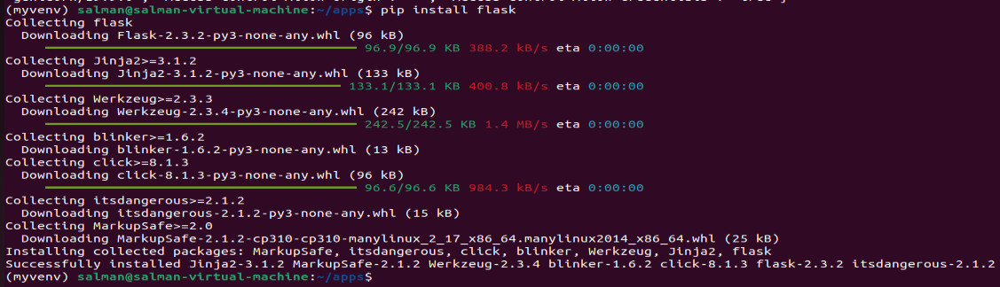 (myvenv) salman@salman-virtual-machine:~/apps$ pip install flask
Collecting flask
  Downloading Flask-2.3.2-py3-none-any.whl (96 kB)
96.9/96.9 KB 388.2 kB/s eta 0:00:00
Collecting Jinja2>=3.1.2
  Downloading Jinja2-3.1.2-py3-none-any.whl (133 kB)
133.1/133.1 KB 400.8 kB/s eta 0:00:00
Collecting Werkzeug>=2.3.3
  Downloading Werkzeug-2.3.4-py3-none-any.whl (242 kB)
242.5/242.5 KB 1.4 MB/s eta 0:00:00
Collecting blinker>=1.6.2
  Downloading blinker-1.6.2-py3-none-any.whl (13 kB)
Collecting click>=8.1.3
  Downloading click-8.1.3-py3-none-any.whl (96 kB)
96.6/96.6 KB 984.3 kB/s eta 0:00:00
Collecting itsdangerous>=2.1.2
  Downloading itsdangerous-2.1.2-py3-none-any.whl (15 kB)
Collecting MarkupSafe>=2.0
  Downloading MarkupSafe-2.1.2-cp310-cp310-manylinux_2_17_x86_64.manylinux2014_x86_64.whl (25 kB)
Installing collected packages: MarkupSafe, itsdangerous, click, blinker, Werkzeug, Jinja2, flask
Successfully installed Jinja2-3.1.2 MarkupSafe-2.1.2 Werkzeug-2.3.4 blinker-1.6.2 click-8.1.3 flask-2.3.2 itsdangerous-2.1.2
(myvenv) salman@salman-virtual-machine:~/apps$